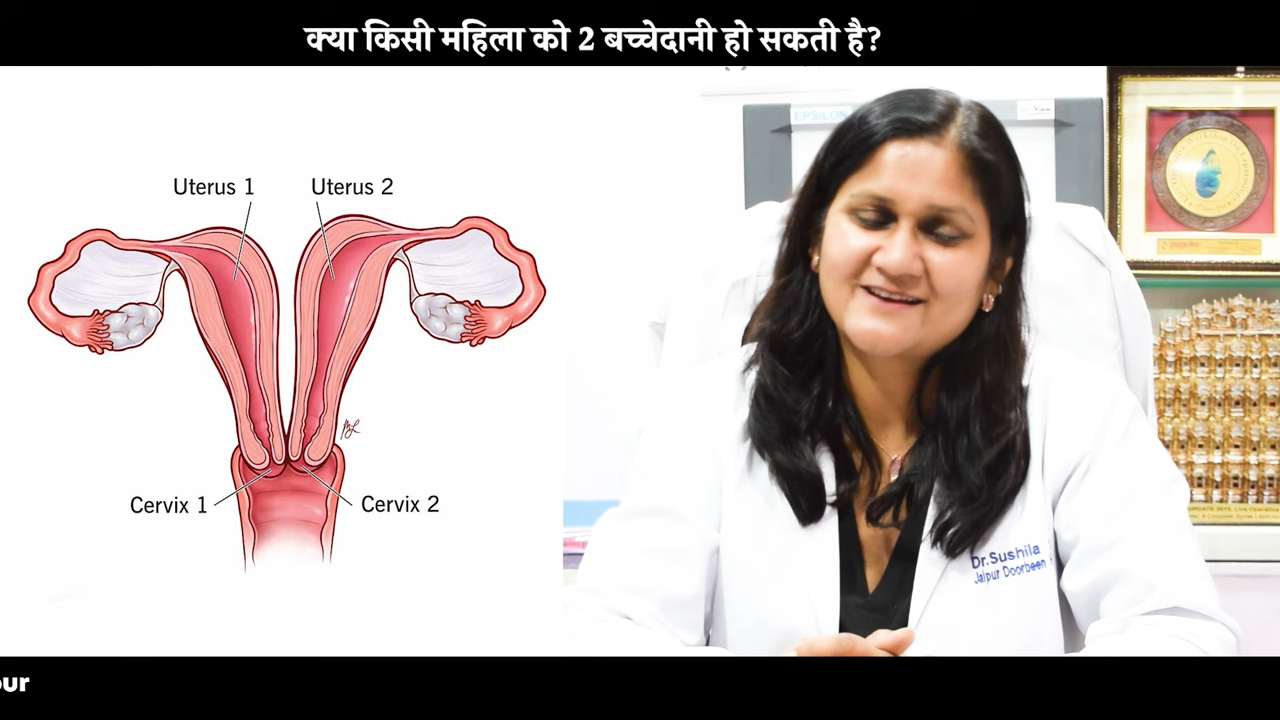 क्या किसी महिला को 2 बच्चेदानी हो सकती है?
Uterus 1
Uterus 2
Cervix 1
Cervix 2
EPSILON
Dr.Sushila
Jaipur Doorbeen
our